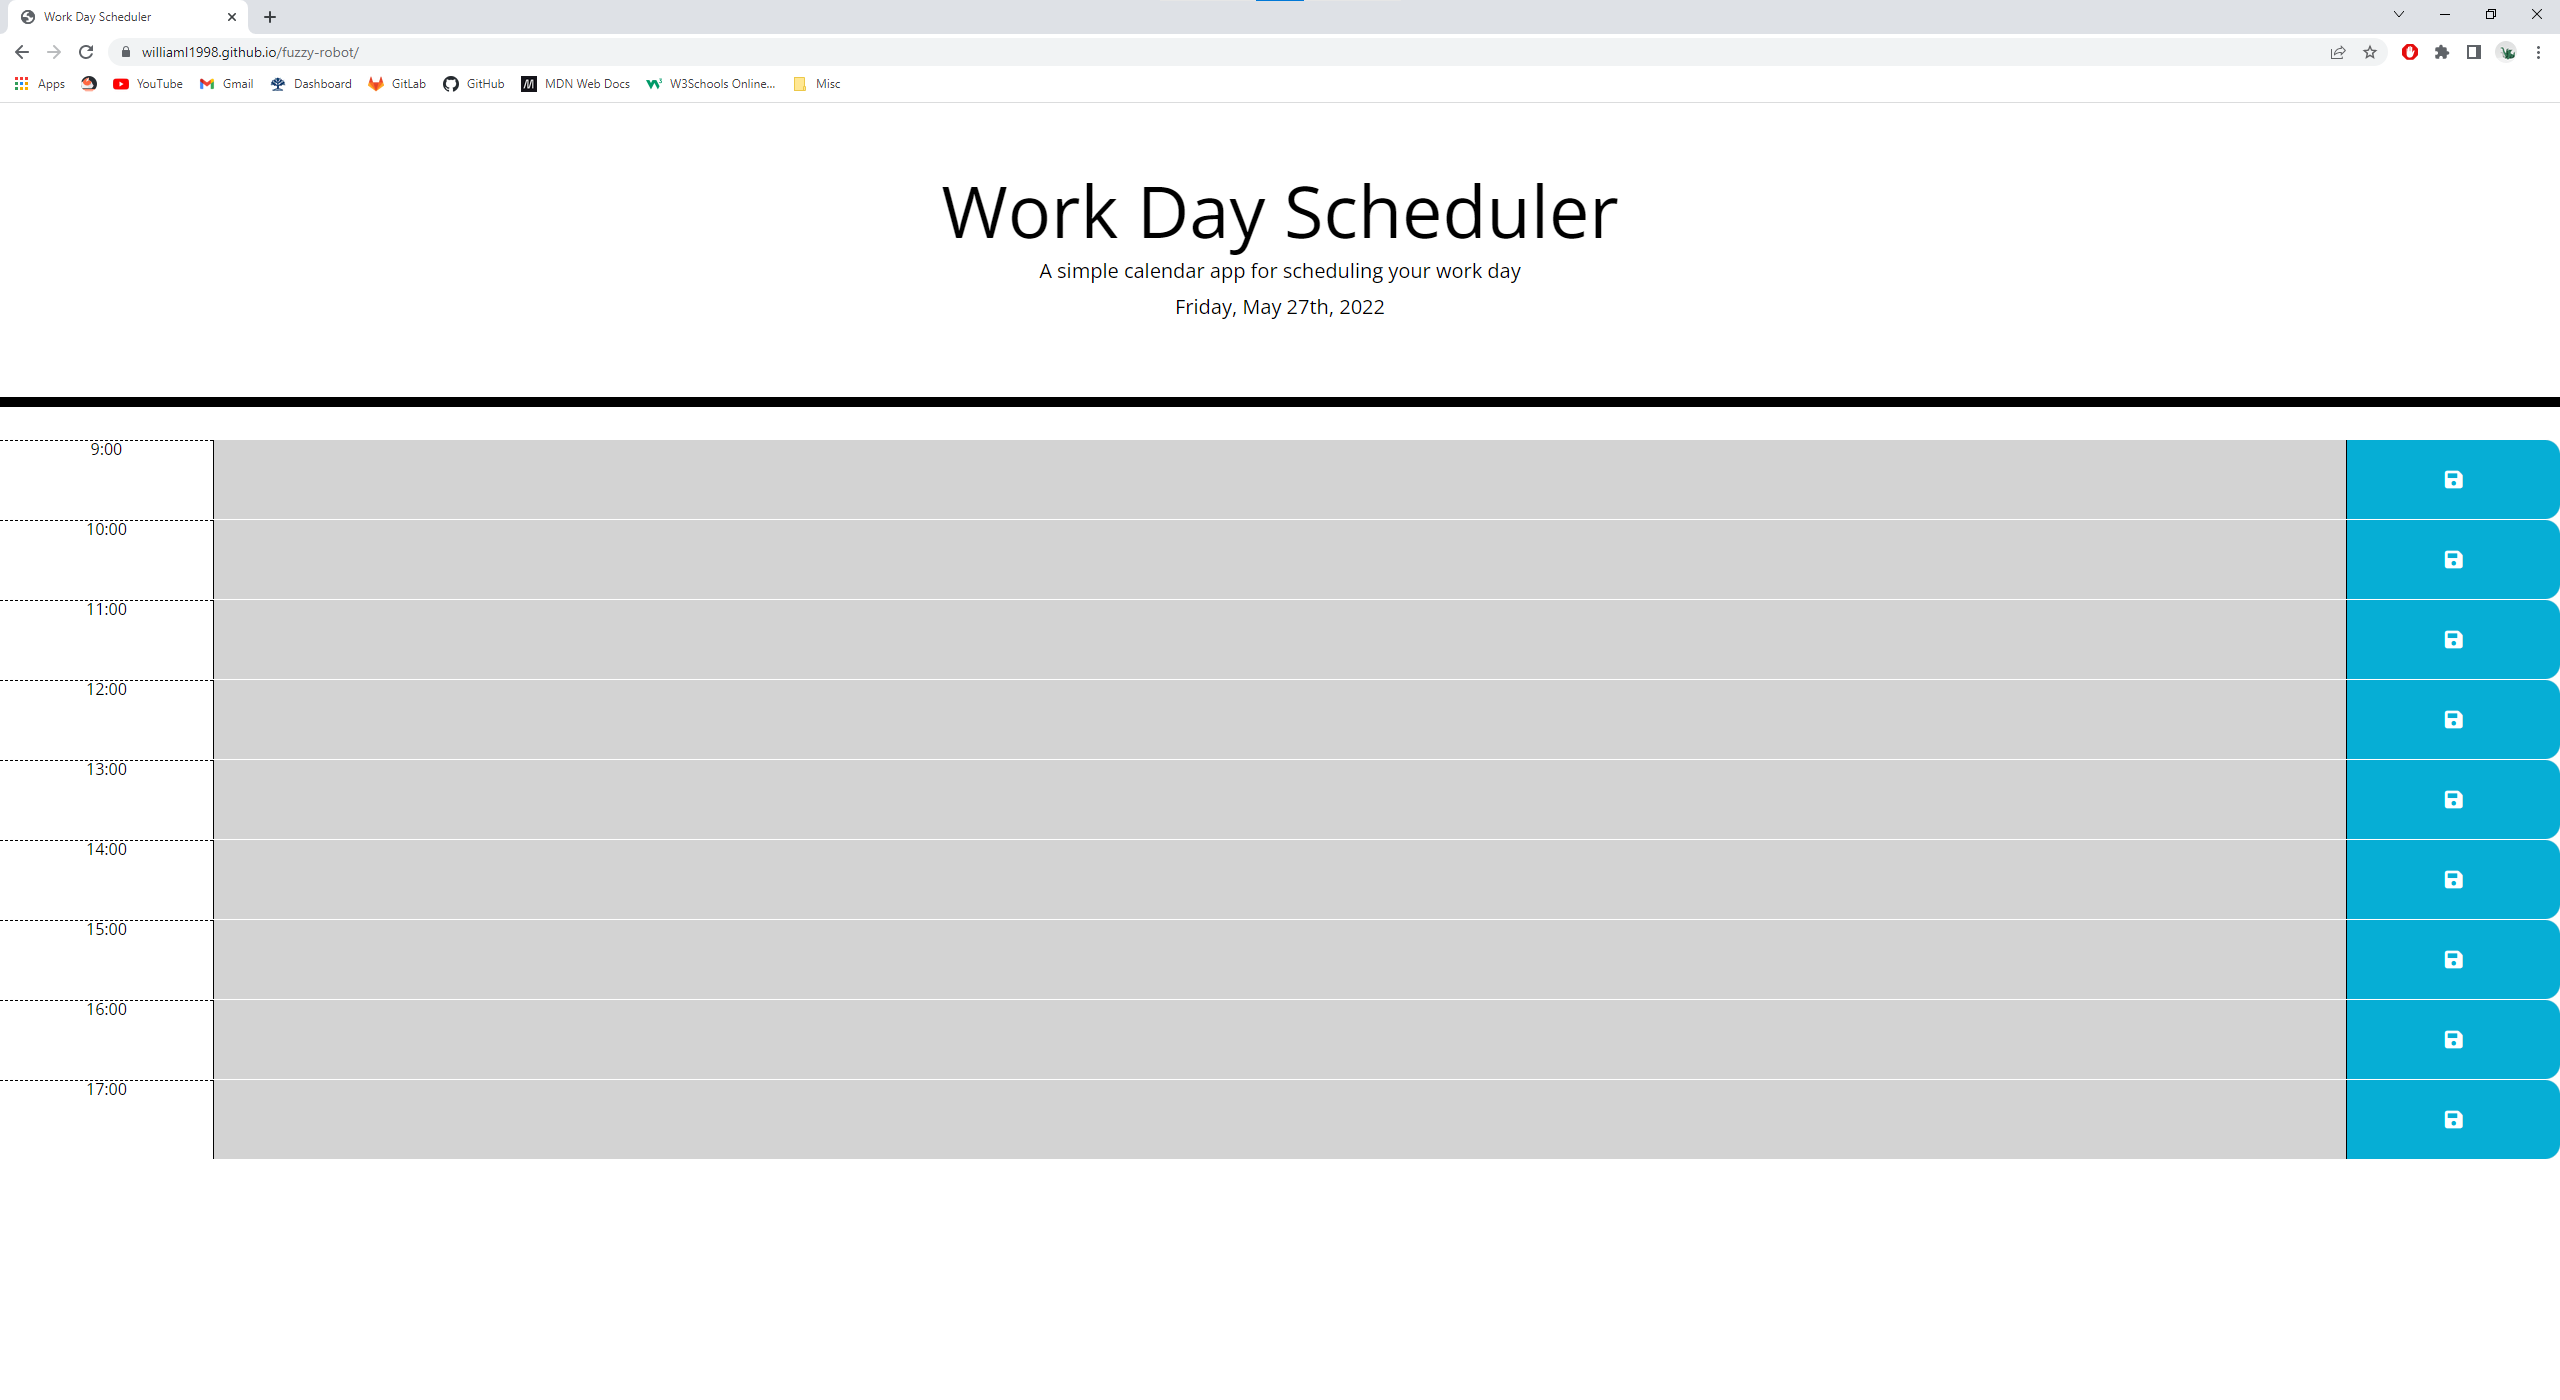 Work Day Scheduler
williaml1998.github.io/fuzzy-robot/
Apps YouTube Gmail Dashboard GitLab GitHub MDN Web Docs W3Schools Online... Misc
Work Day Scheduler
A simple calendar app for scheduling your work day
Friday, May 27th, 2022
9:00
10:00
11:00
12:00
13:00
14:00
15:00
16:00
17:00